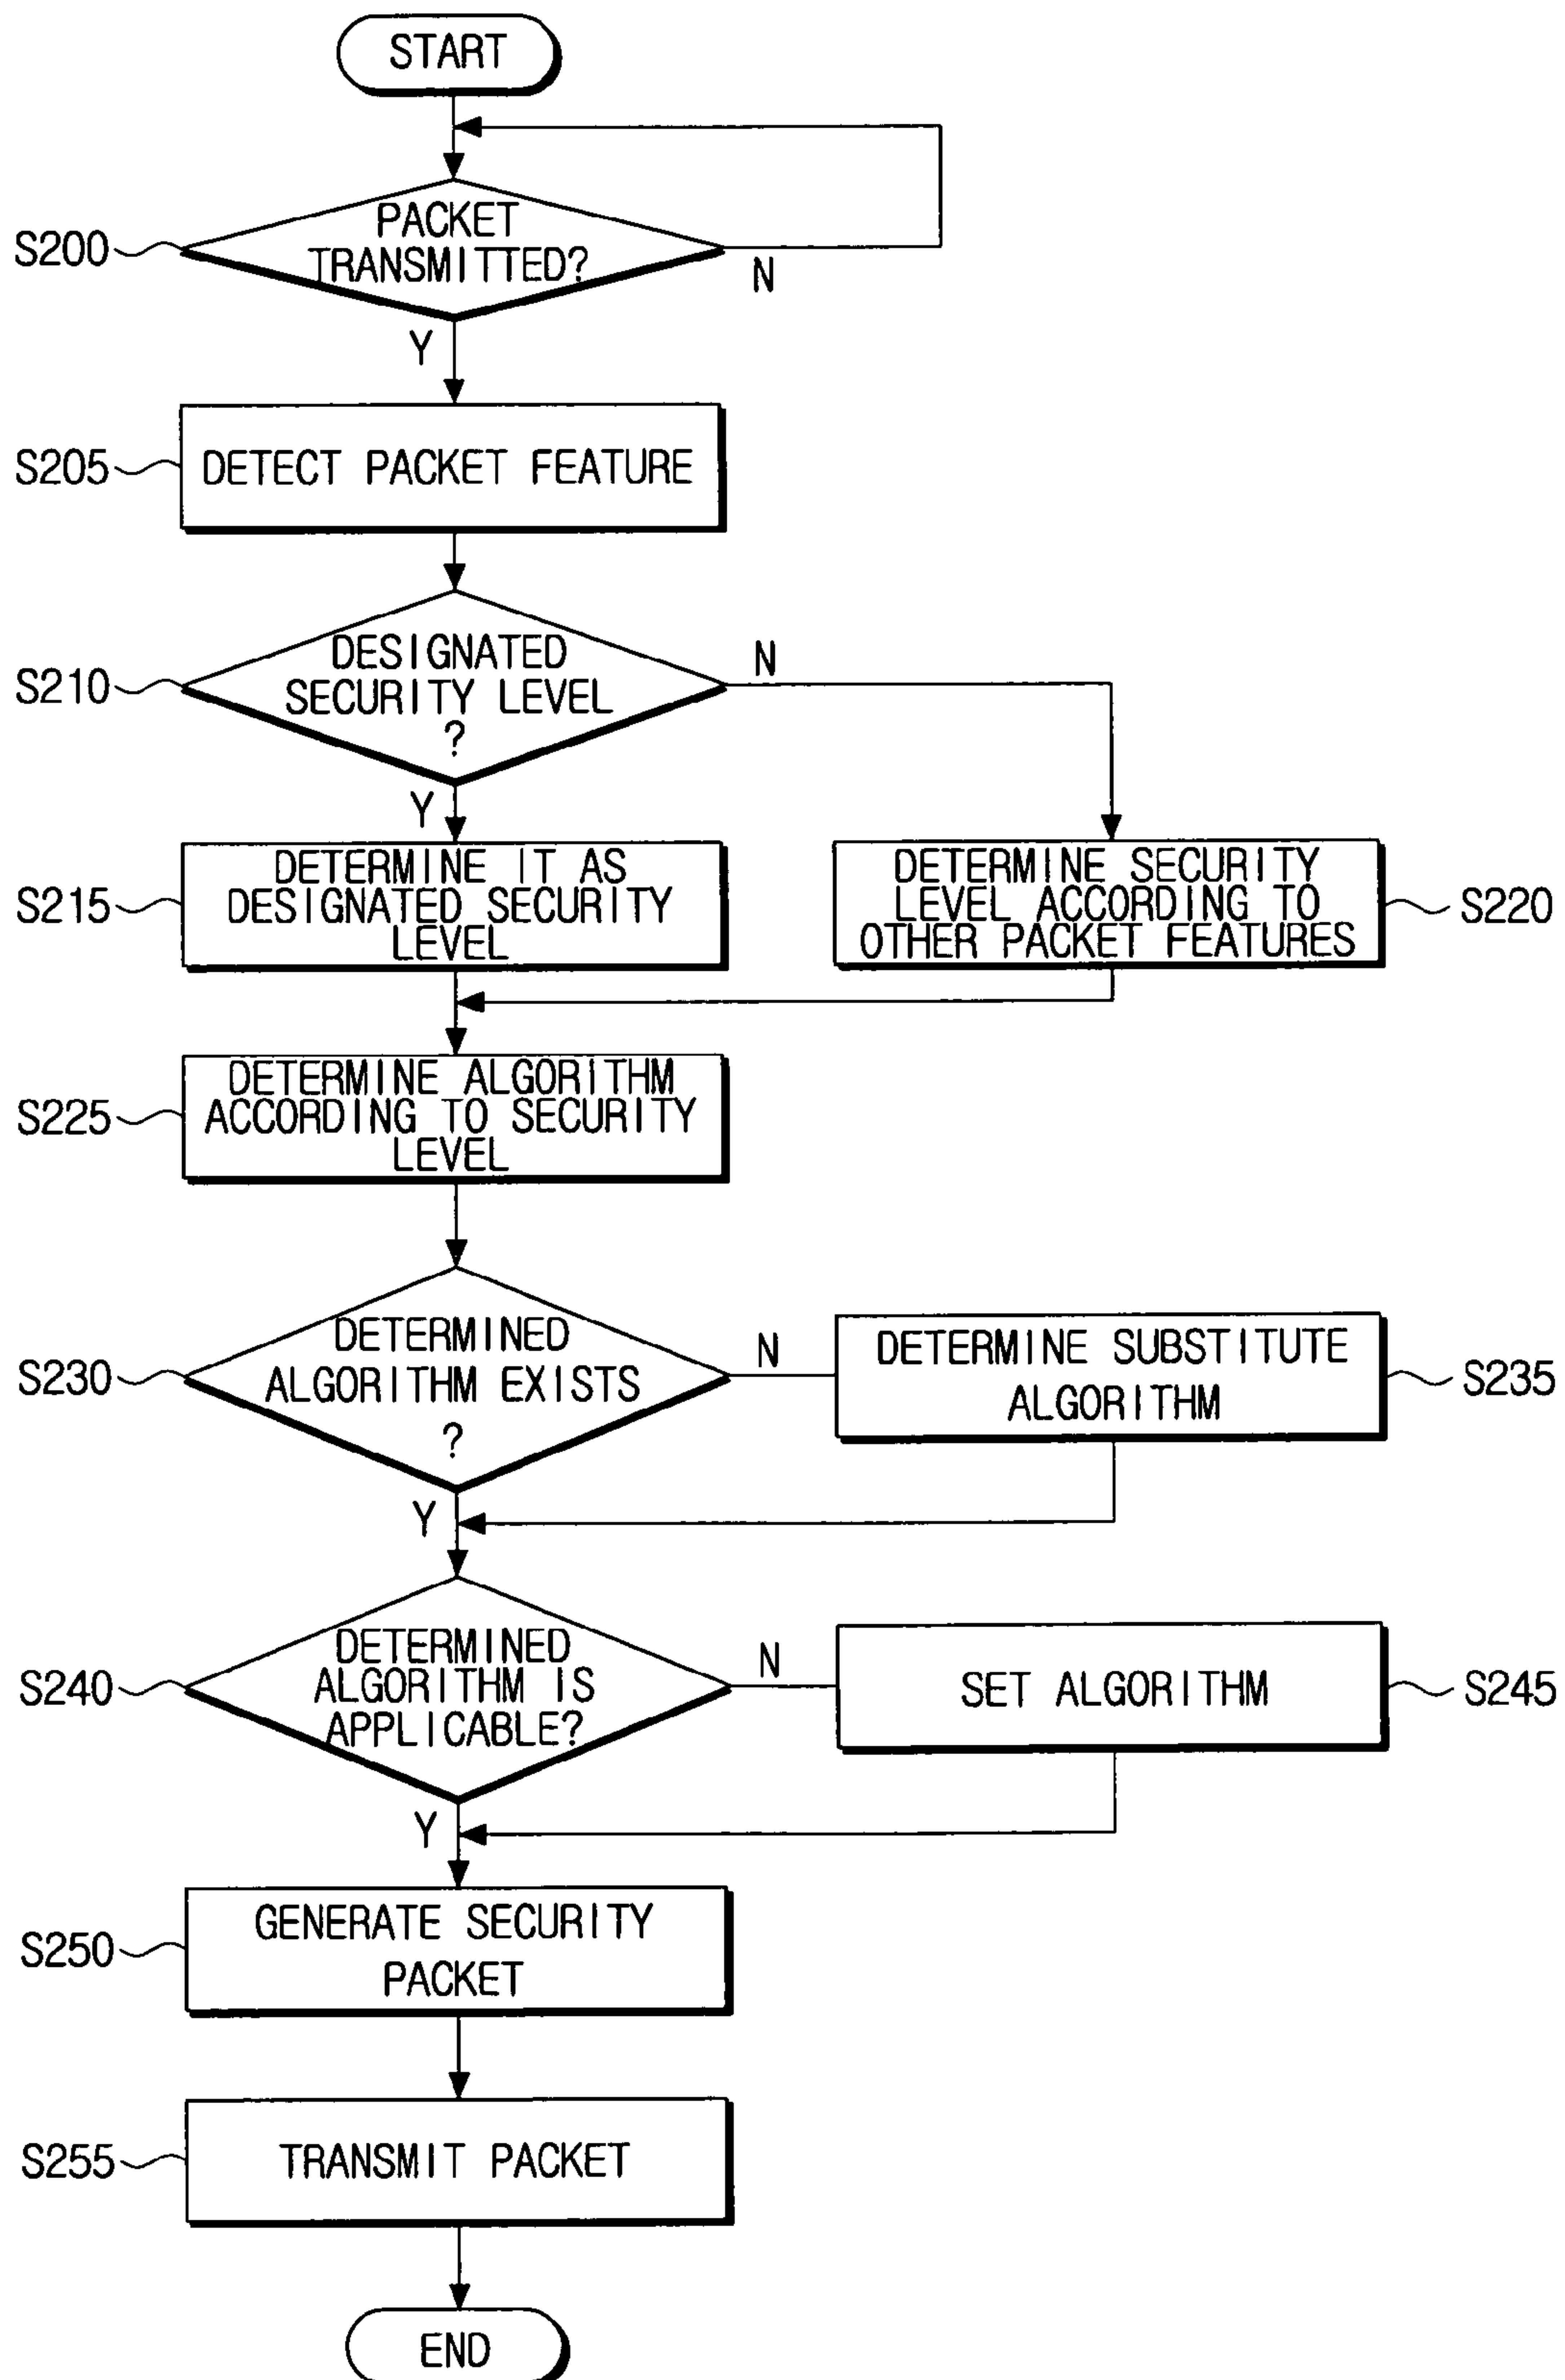 START
PACKET
TRANSMITTED?
S200
N
Y
S205
DETECT PACKET FEATURE
DESIGNATED
SECURITY LEVEL
?
S210
N
Y
DETERMINE IT AS
DESIGNATED SECURITY
LEVEL
S215
DETERMINE SECURITY
LEVEL ACCORDING TO
OTHER PACKET FEATURES
S220
DETERMINE ALGORITHM
ACCORDING TO SECURITY
LEVEL
S225
DETERMINED
ALGORITHM EXISTS
?
S230
N
DETERMINE SUBSTITUTE
ALGORITHM
S235
Y
DETERMINED
ALGORITHM IS
APPLICABLE?
S240
N
SET ALGORITHM
S245
Y
GENERATE SECURITY
PACKET
S250
S255
TRANSMIT PACKET
END